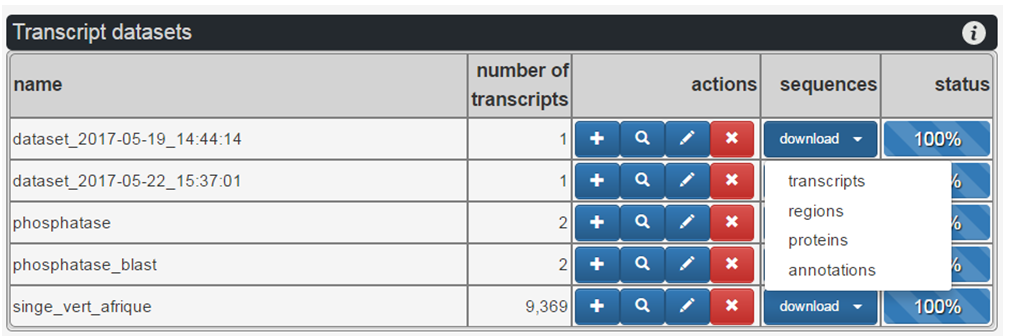 Transcript datasets i
name number of transcripts actions sequences status
dataset_2017-05-19_14:44:14 1 download 100%
dataset_2017-05-22_15:37:01 1 %
transcripts
regions
phosphatase 2 %
proteins
phosphatase_blast 2 %
annotations
singe_vert_afrique 9,369 download 100%